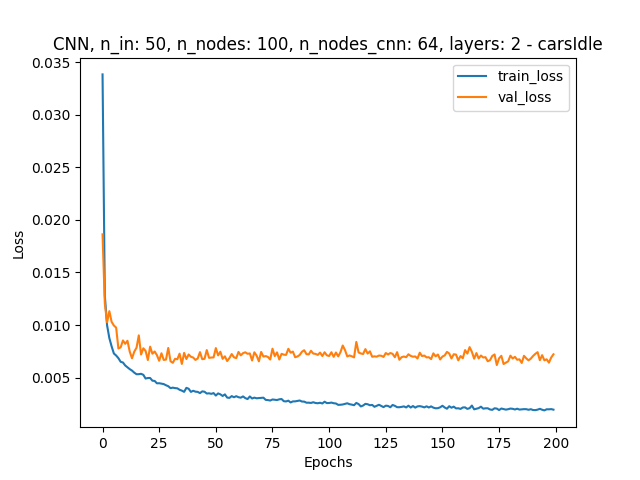 CNN, n_in: 50, n_nodes: 100, n_nodes_cnn: 64, layers: 2 - carsIdle
train_loss
val_loss
0.035
0.030
0.025
0.020
0.015
0.010
0.005
Loss
0 25 50 75 100 125 150 175 200
Epochs